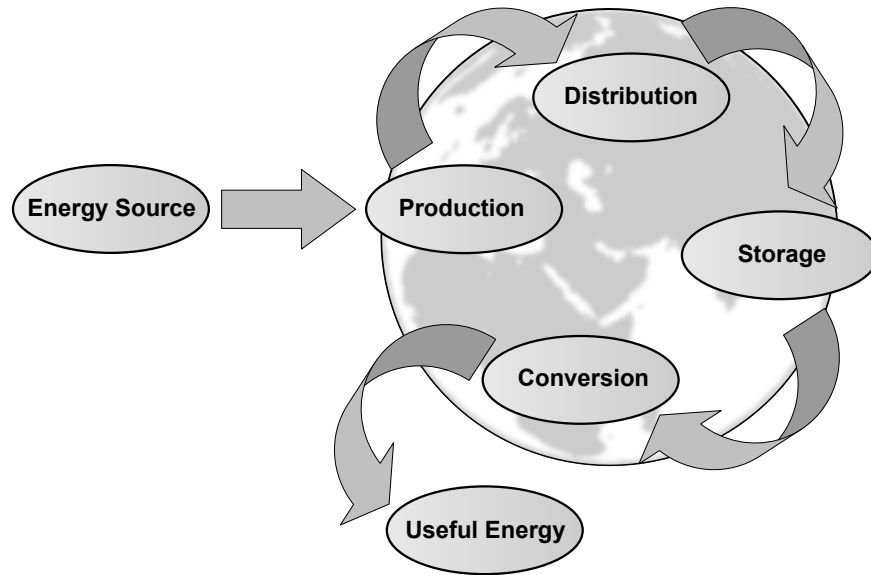 Distribution
Energy Source
Production
Storage
Conversion
Useful Energy